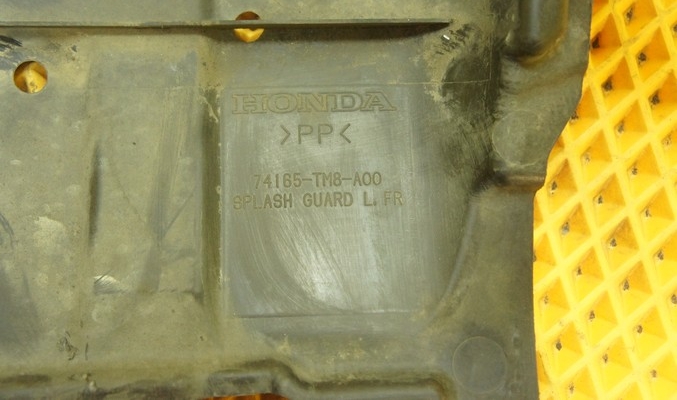 HONDA
>PP<
74165-TM8-A00
SPLASH GUARD L, FR